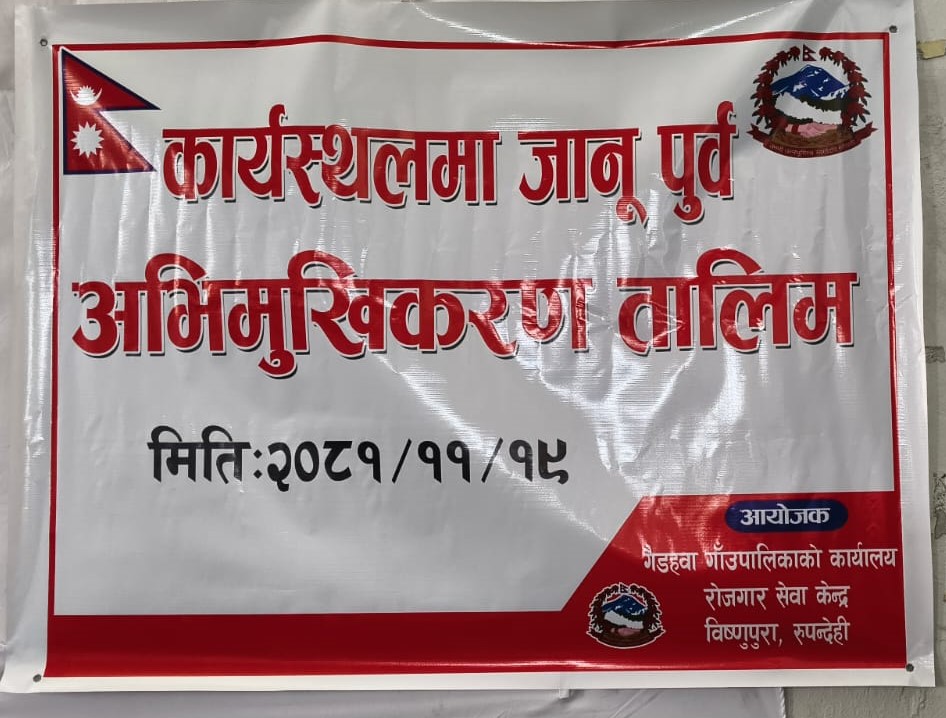 कार्यस्थलमा जानू पुर्व
अभिमुखिकरण तालिम
मिति:२०८१/११/१९
आयोजक
गैडहवा गाँउपालिकाको कार्यालय
रोजगार सेवा केन्द्र
विष्णुपुरा, रुपन्देही